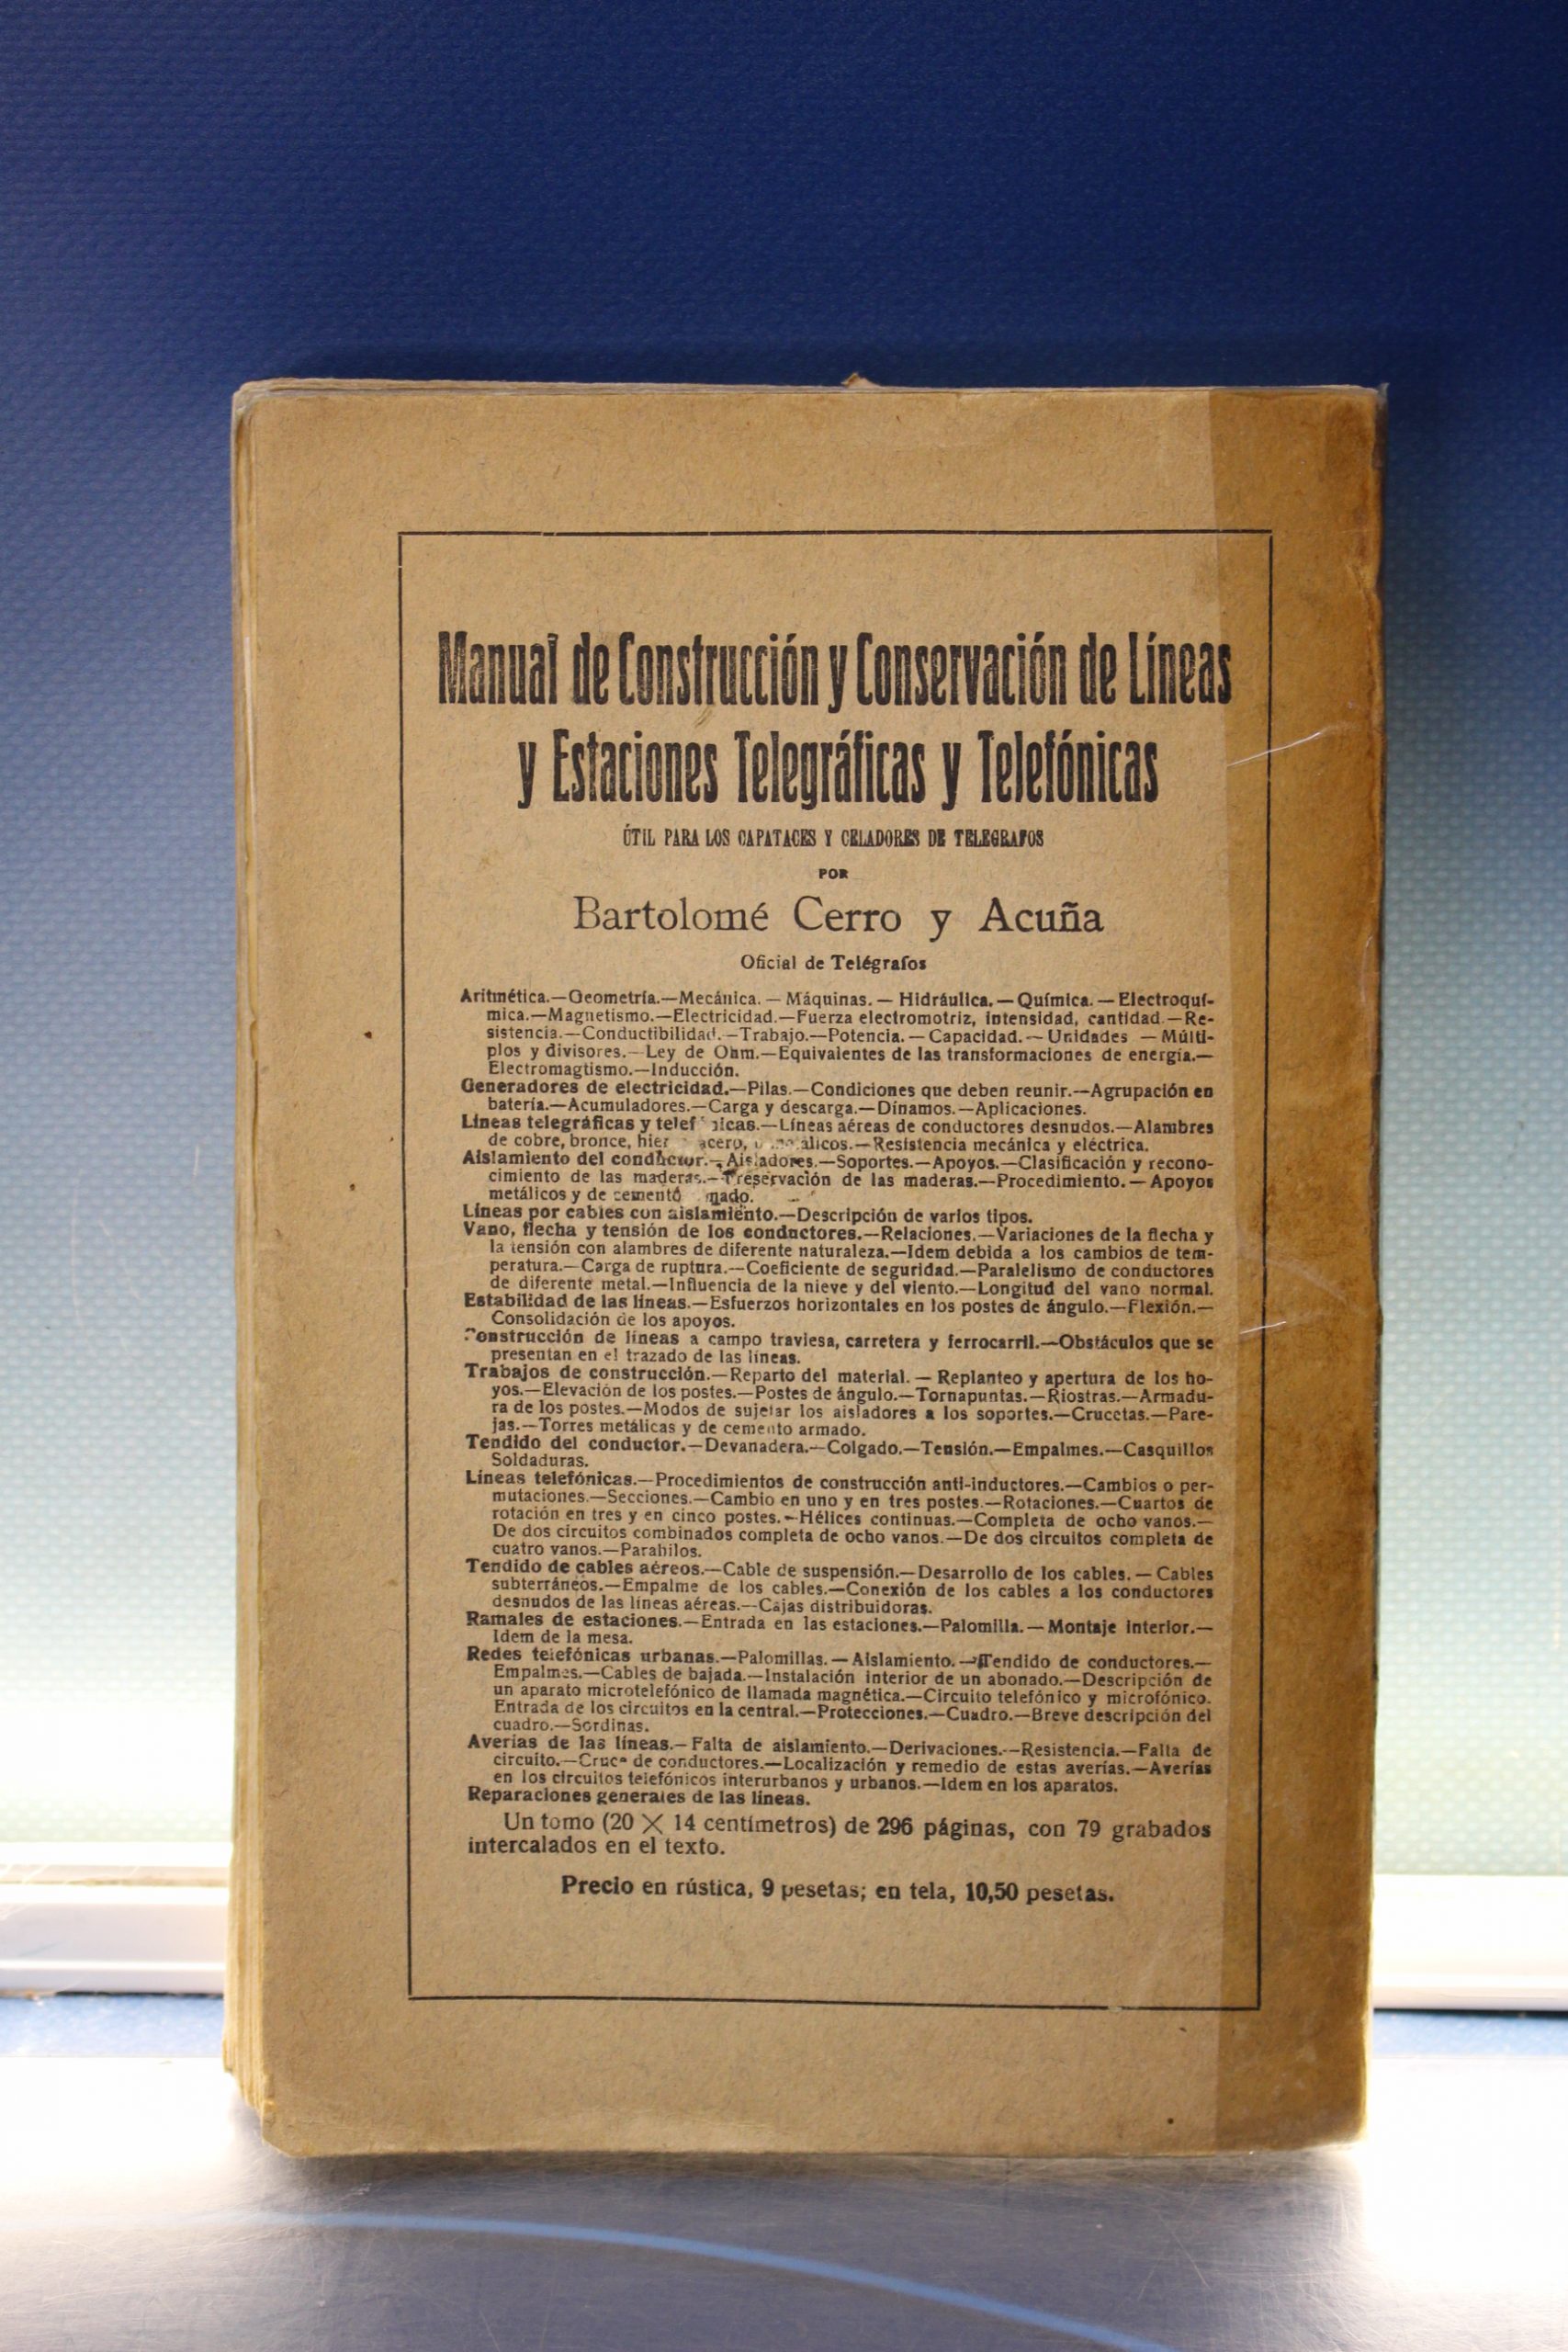 Manual de Construcción y Conservación de Líneas
y Estaciones Telegráficas y Telefónicas
ÚTIL PARA LOS CAPATACES Y CELADORES DE TELEGRAFOS
POR
Bartolomé Cerro y Acuña
Oficial de Telégrafos
Aritmética.—Geometría.—Mecánica. — Máquinas. — Hidráulica. — Química. — Electroquí-
mica.—Magnetismo.—Electricidad.—Fuerza electromotriz, intensidad, cantidad.—Re-
sistencia.—Conductibilidad.—Trabajo.—Potencia. — Capacidad. — Unidades — Múlti-
plos y divisores.—Ley de Ohm.—Equivalentes de las transformaciones de energía.—
Electromagtismo.—Inducción.
Generadores de electricidad.—Pilas.—Condiciones que deben reunir.—Agrupación en
batería.—Acumuladores.—Carga y descarga.—Dínamos.—Aplicaciones.
Líneas telegráficas y —Líneas aéreas de conductores desnudos.—Alambres
de cobre, bronce, acero, —Resistencia mecánica y eléctrica.
Aislamiento del conductor.—Aisladores.—Soportes.—Apoyos.—Clasificación y recono-
cimiento de las maderas.—Preservación de las maderas.—Procedimiento. — Apoyos
metálicos y de cemento
Líneas por cables con aislamiento.—Descripción de varios tipos.
Vano, flecha y tensión de los conductores.—Relaciones.—Variaciones de la flecha y
la tensión con alambres de diferente naturaleza.—Idem debida a los cambios de tem-
peratura.—Carga de ruptura.—Coeficiente de seguridad.—Paralelismo de conductores
de diferente metal.—Influencia de la nieve y del viento.—Longitud del vano normal.
Estabilidad de las líneas.—Esfuerzos horizontales en los postes de ángulo.—Flexión.—
Consolidación de los apoyos.
Construcción de líneas a campo traviesa, carretera y ferrocarril.—Obstáculos que se
presentan en el trazado de las líneas.
Trabajos de construcción.—Reparto del material. — Replanteo y apertura de los ho-
yos.—Elevación de los postes.—Postes de ángulo.—Tornapuntas.—Riostras.—Armadu-
ra de los postes.—Modos de sujetar los aisladores a los soportes.—Crucetas.—Pare-
jas.—Torres metálicas y de cemento armado.
Tendido del conductor.—Devanadera.—Colgado.—Tensión.—Empalmes.—Casquillos
Soldaduras.
Líneas telefónicas.—Procedimientos de construcción anti-inductores.—Cambios o per-
mutaciones.—Secciones.—Cambio en uno y en tres postes.—Rotaciones.—Cuartos de
rotación en tres y en cinco postes.—Hélices continuas.—Completa de ocho vanos.—
De dos circuitos combinados completa de ocho vanos.—De dos circuitos completa de
cuatro vanos.—Parahilos.
Tendido de cables aéreos.—Cable de suspensión.—Desarrollo de los cables. — Cables
subterráneos.—Empalme de los cables.—Conexión de los cables a los conductores
desnudos de las líneas aéreas.—Cajas distribuidoras.
Ramales de estaciones.—Entrada en las estaciones.—Palomilla. — Montaje interior.—
Idem de la mesa.
Redes telefónicas urbanas.—Palomillas. — Aislamiento. —Tendido de conductores.—
Empalmes.—Cables de bajada.—Instalación interior de un abonado.—Descripción de
un aparato microtelefónico de llamada magnética.—Circuito telefónico y microfónico.
Entrada de los circuitos en la central.—Protecciones.—Cuadro.—Breve descripción del
cuadro.—Sordinas.
Averías de las líneas.—Falta de aislamiento.—Derivaciones.—Resistencia.—Falta de
circuito.—Cruce de conductores.—Localización y remedio de estas averías.—Averías
en los circuitos telefónicos interurbanos y urbanos.—Idem en los aparatos.
Reparaciones generales de las líneas.
Un tomo (20 × 14 centímetros) de 296 páginas, con 79 grabados
intercalados en el texto.
Precio en rústica, 9 pesetas; en tela, 10,50 pesetas.